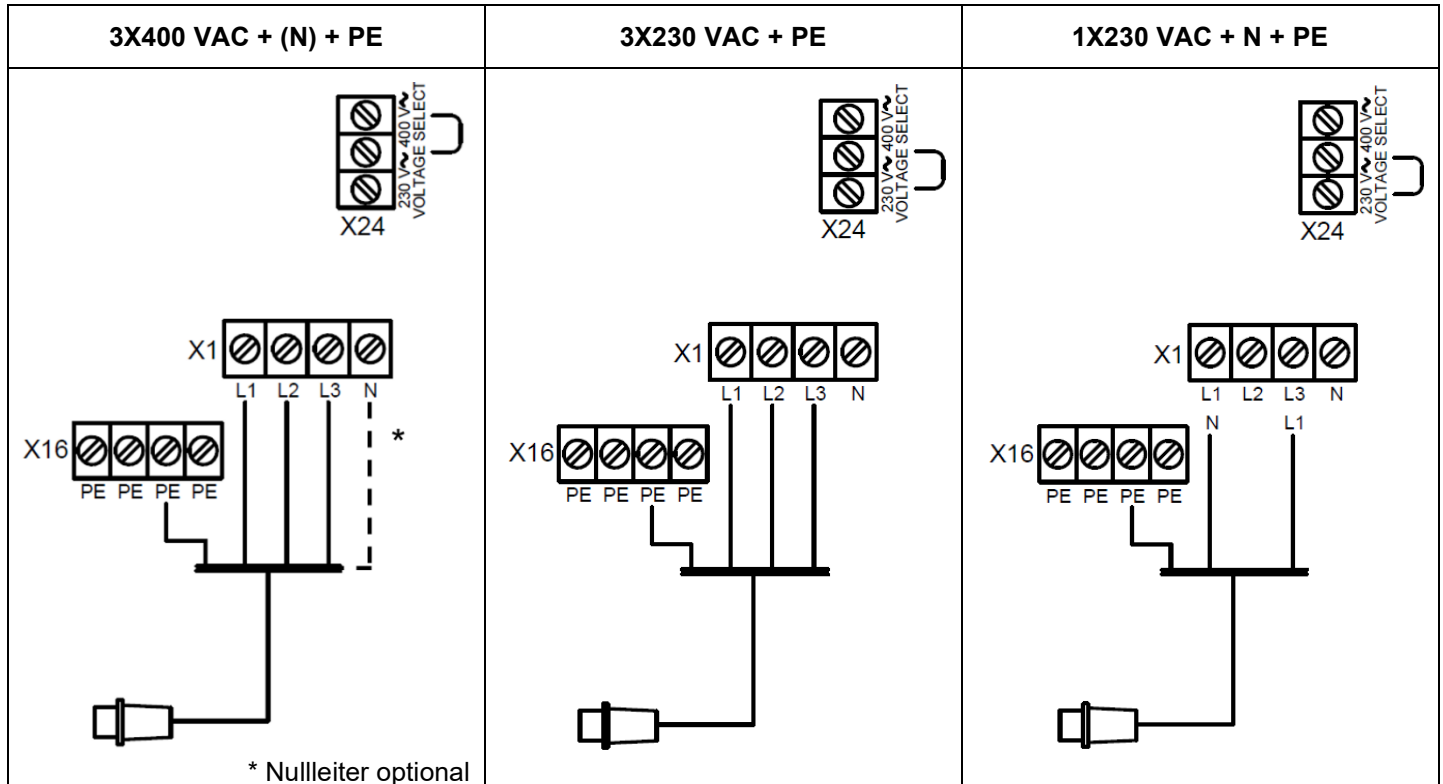 3X400 VAC + (N) + PE
230 V~ 400 V~
VOLTAGE SELECT
X24
X1
L1 L2 L3 N
*
X16
PE PE PE PE
* Nullleiter optional
3X230 VAC + PE
230 V~ 400 V~
VOLTAGE SELECT
X24
X1
L1 L2 L3 N
X16
PE PE PE PE
1X230 VAC + N + PE
230 V~ 400 V~
VOLTAGE SELECT
X24
X1
L1 L2 L3 N
N L1
X16
PE PE PE PE